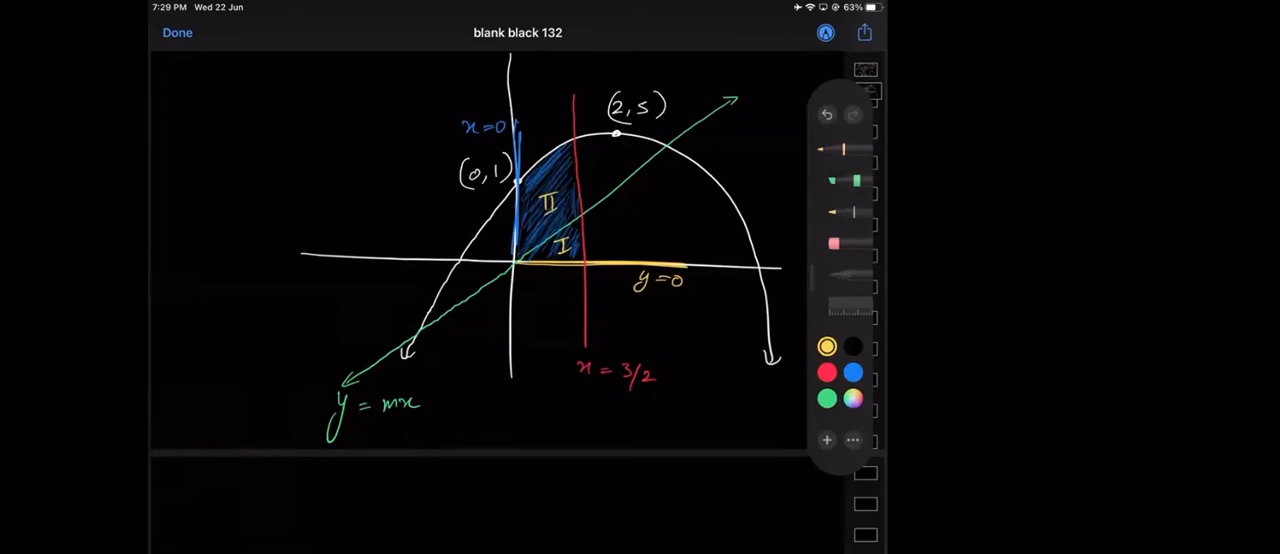 7:29 PM Wed 22 Jun
63%
Done
blank black 132
(2,5)
x=0
(0,1)
II
I
y=0
x = 3/2
y = mx